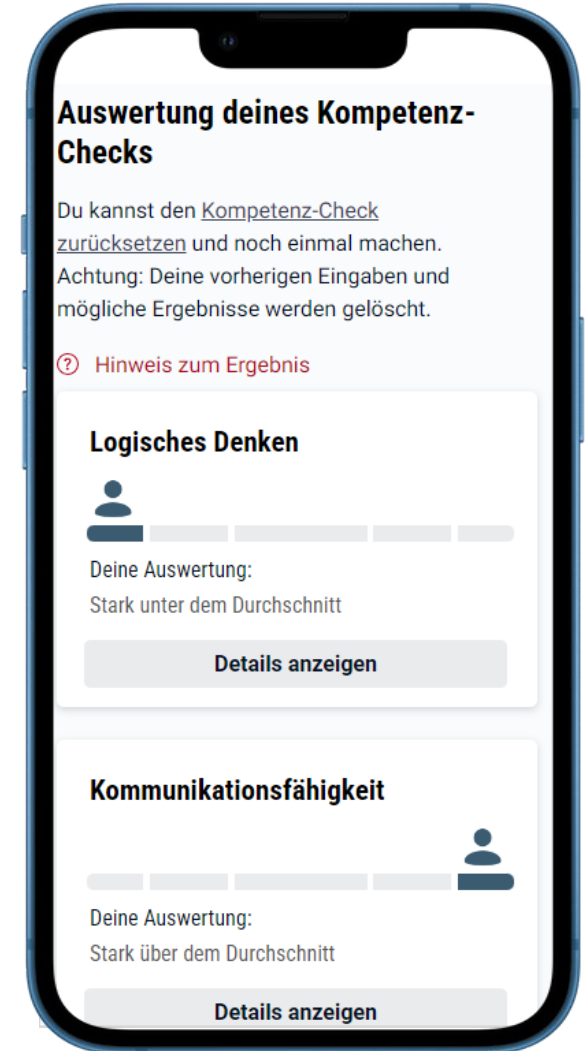 Auswertung deines Kompetenz-
Checks
Du kannst den Kompetenz-Check
zurücksetzen und noch einmal machen.
Achtung: Deine vorherigen Eingaben und
mögliche Ergebnisse werden gelöscht.
? Hinweis zum Ergebnis
Logisches Denken
Deine Auswertung:
Stark unter dem Durchschnitt
Details anzeigen
Kommunikationsfähigkeit
Deine Auswertung:
Stark über dem Durchschnitt
Details anzeigen